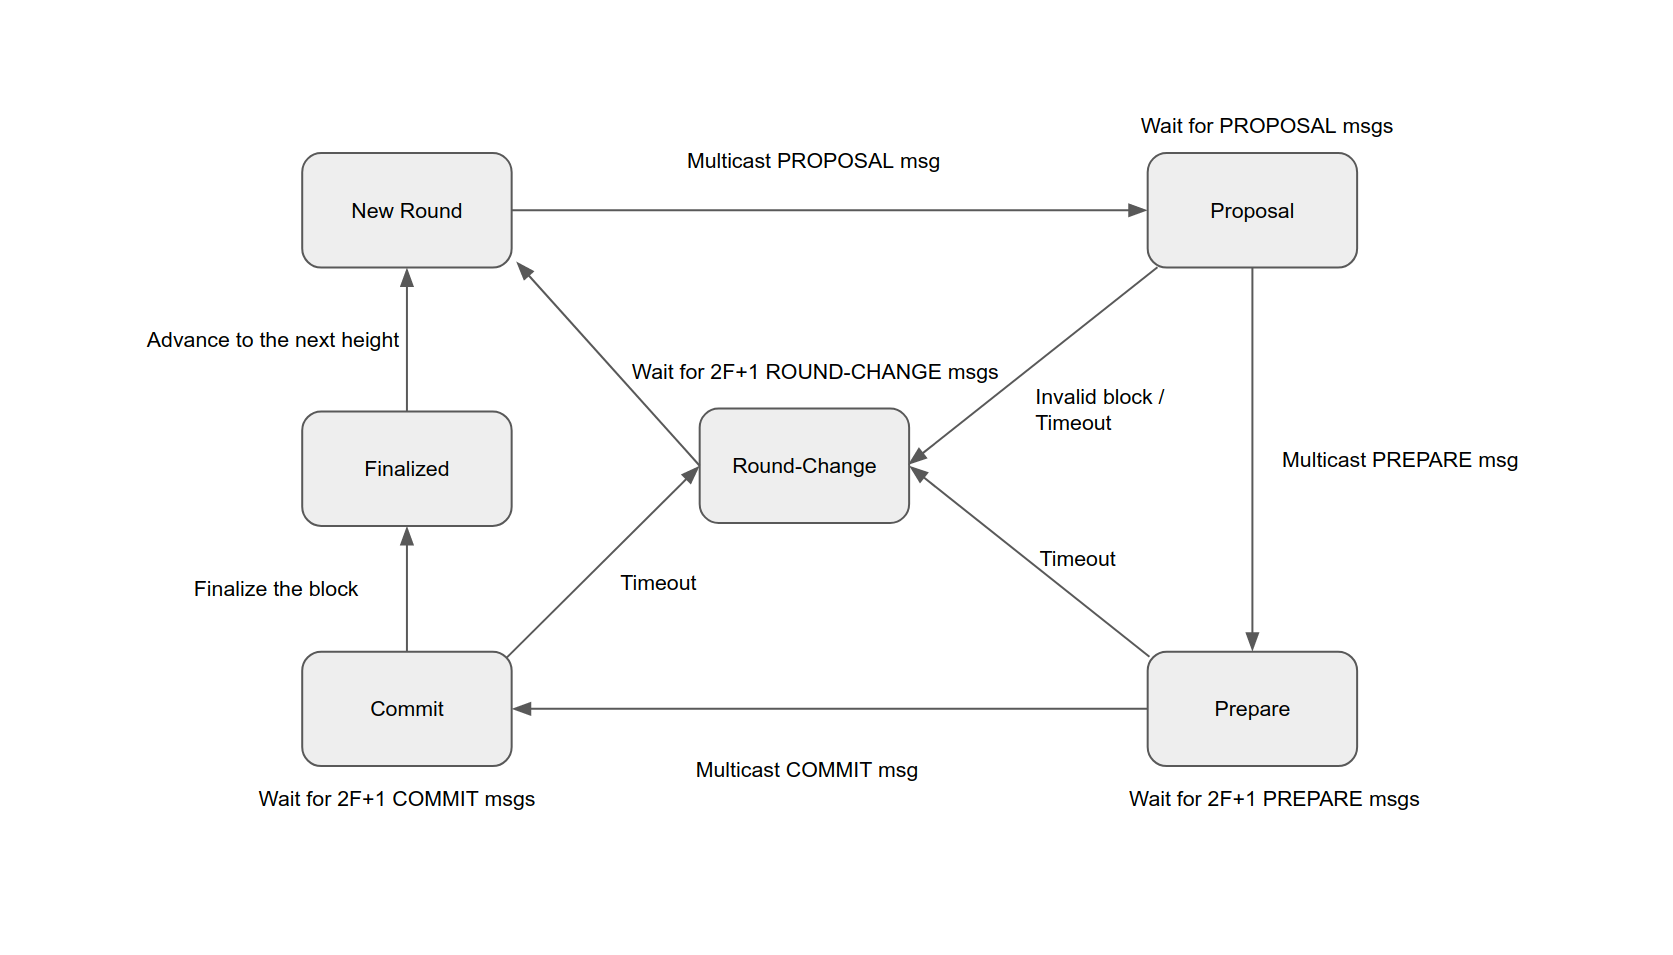 Wait for PROPOSAL msgs
Multicast PROPOSAL msg
New Round
Proposal
Advance to the next height
Wait for 2F+1 ROUND-CHANGE msgs
Invalid block /
Timeout
Finalized
Round-Change
Multicast PREPARE msg
Timeout
Finalize the block
Timeout
Commit
Prepare
Multicast COMMIT msg
Wait for 2F+1 COMMIT msgs
Wait for 2F+1 PREPARE msgs